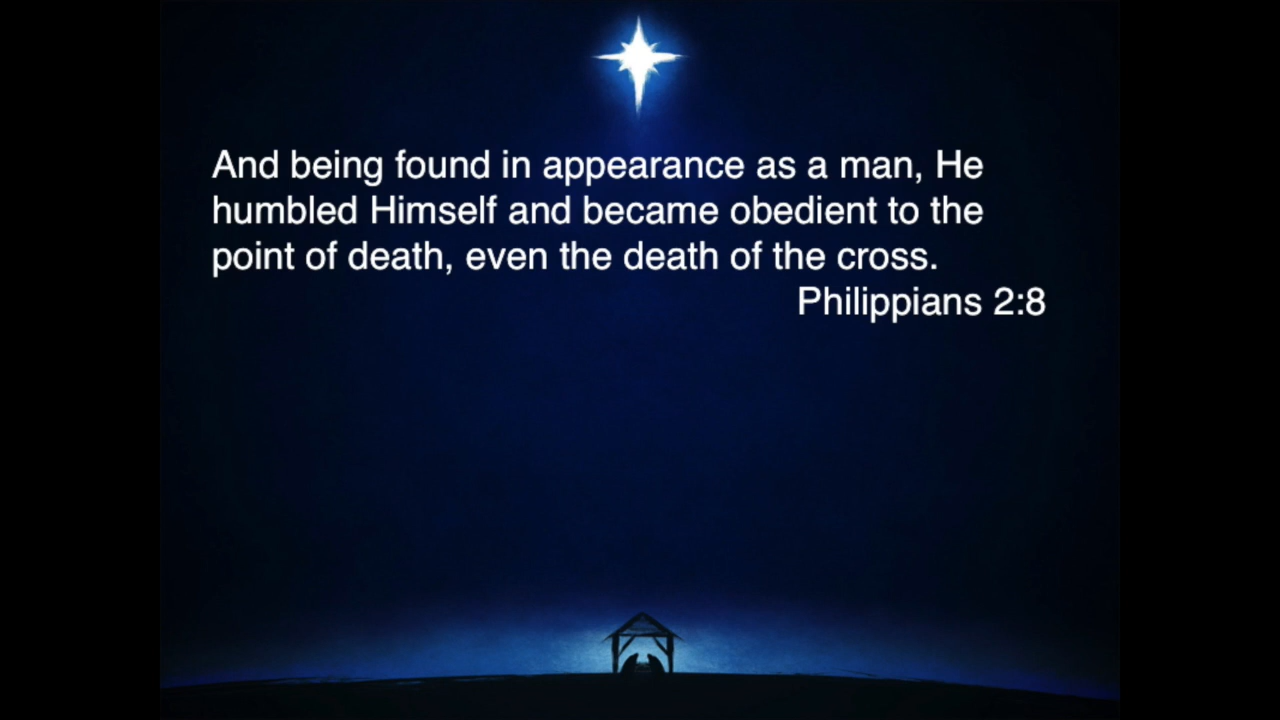 And being found in appearance as a man, He
humbled Himself and became obedient to the
point of death, even the death of the cross.
Philippians 2:8